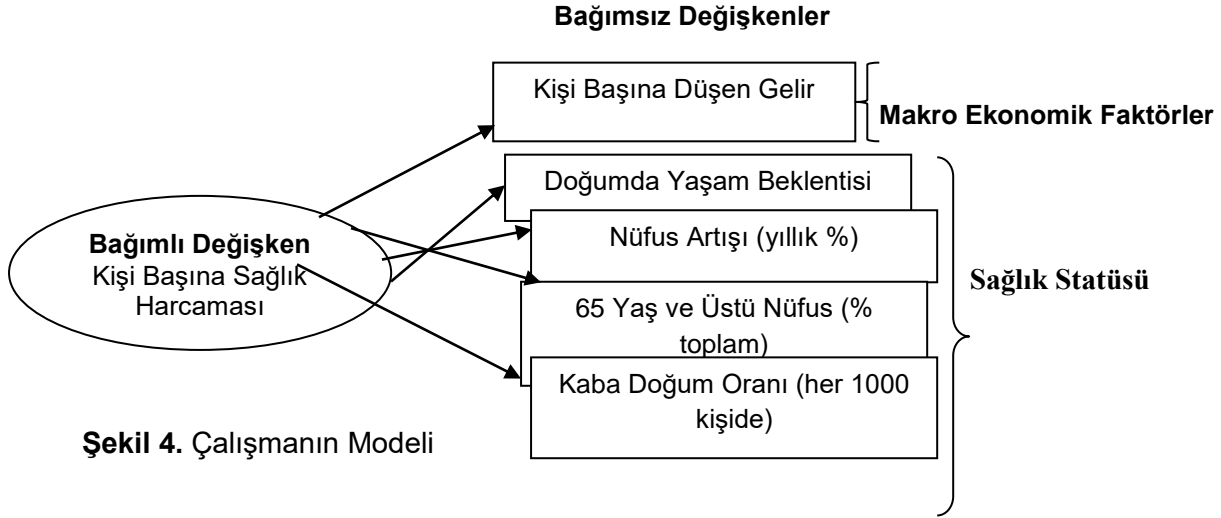 Bağımsız Değişkenler
Kişi Başına Düşen Gelir
Makro Ekonomik Faktörler
Doğumda Yaşam Beklentisi
Nüfus Artışı (yıllık %)
Bağımlı Değişken
Kişi Başına Sağlık
Harcaması
Sağlık Statüsü
65 Yaş ve Üstü Nüfus (%
toplam)
Kaba Doğum Oranı (her 1000
kişide)
Şekil 4. Çalışmanın Modeli